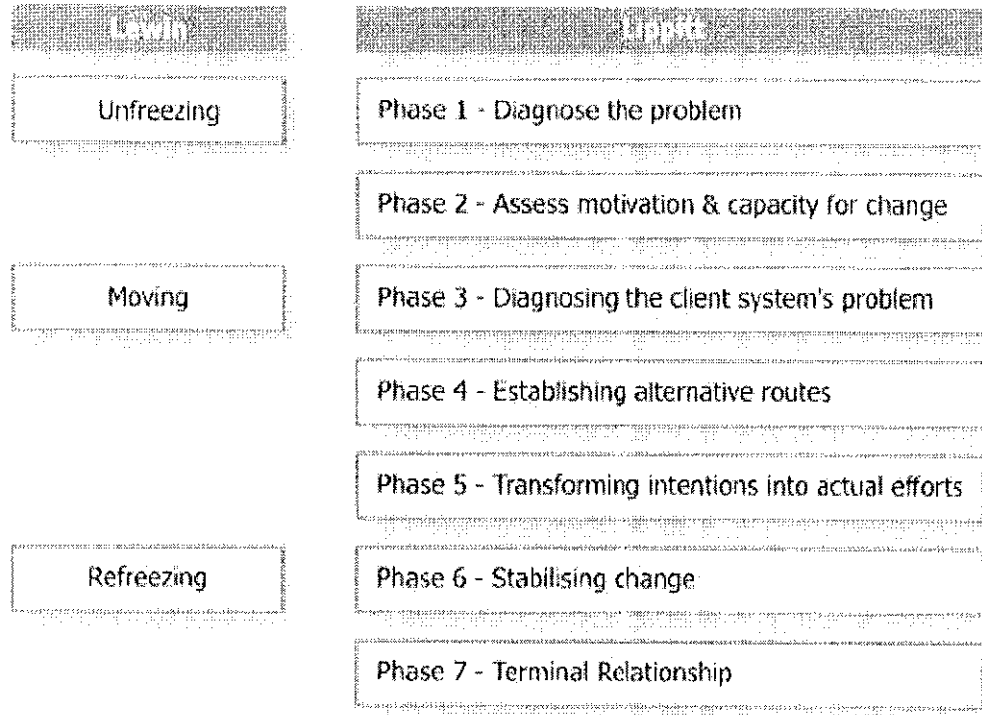 Lewin
Lippitt
Unfreezing
Phase 1 - Diagnose the problem
Phase 2 - Assess motivation & capacity for change
Moving
Phase 3 - Diagnosing the client system's problem
Phase 4 - Establishing alternative routes
Phase 5 - Transforming intentions into actual efforts
Refreezing
Phase 6 - Stabilising change
Phase 7 - Terminal Relationship